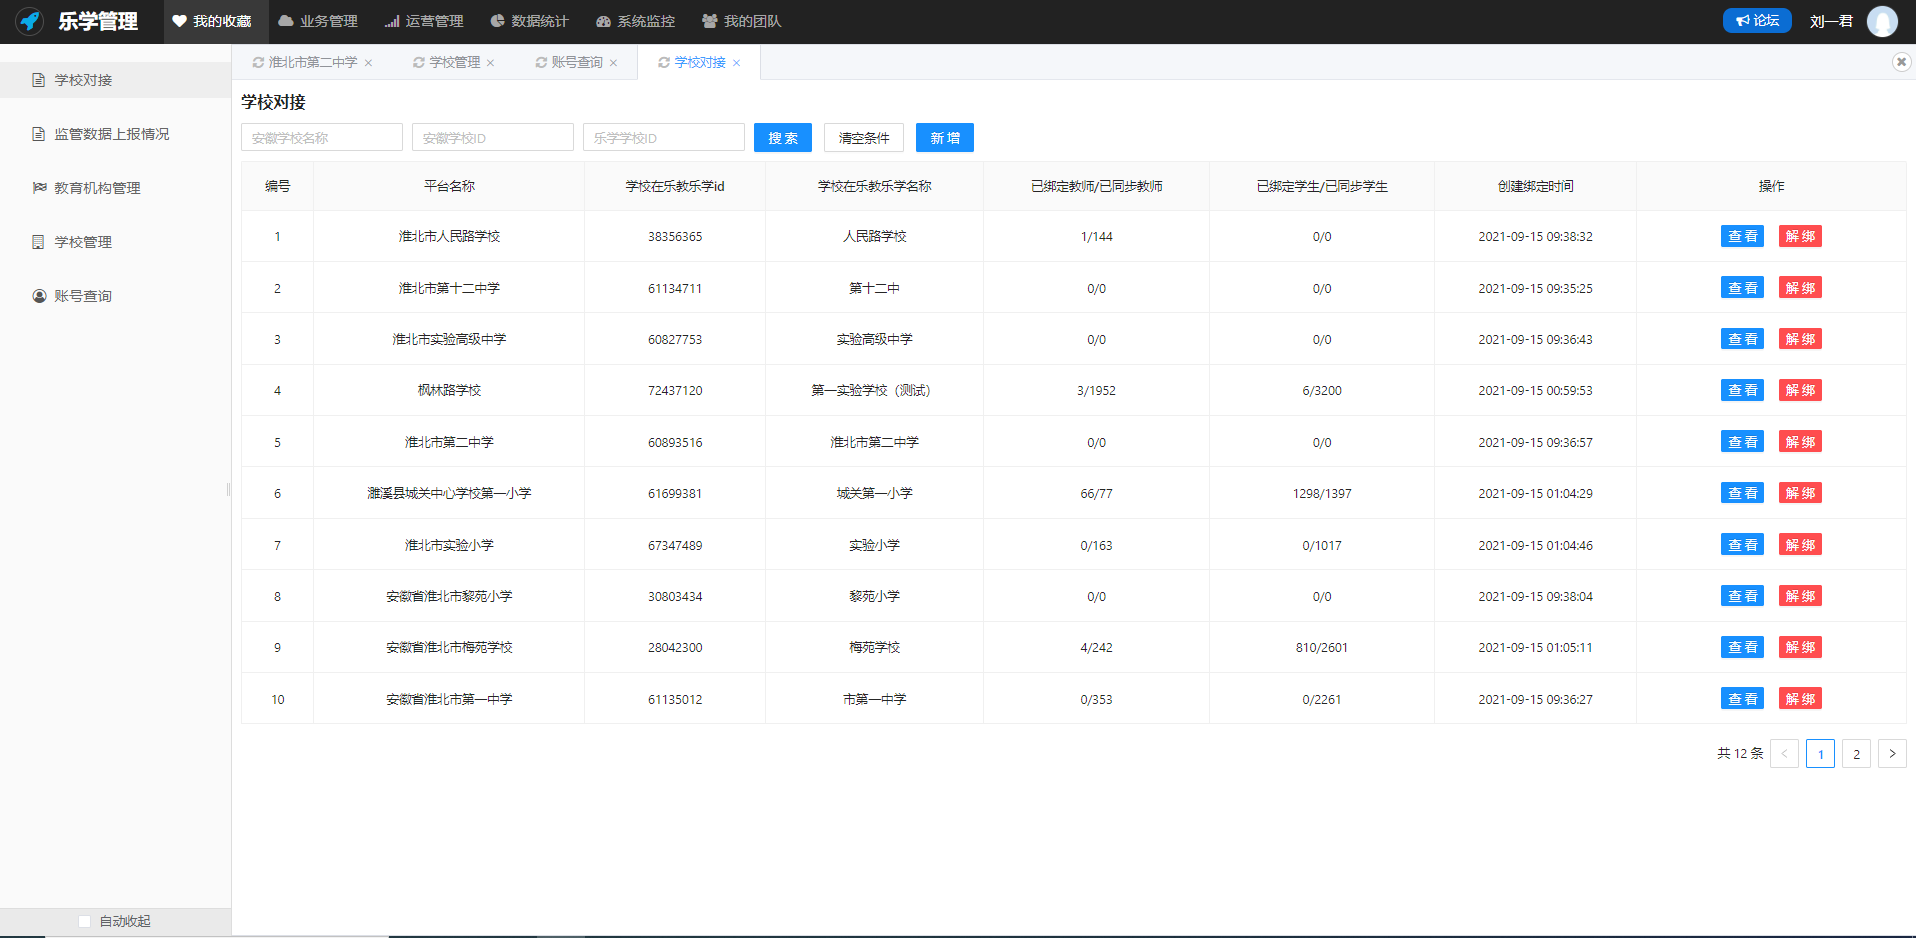 乐学管理 我的收藏 业务管理 运营管理 数据统计 系统监控 我的团队 论坛 刘一君
淮北市第二中学 × 学校管理 × 账号查询 × 学校对接 ×
学校对接
监管数据上报情况
教育机构管理
学校管理
账号查询
自动收起
学校对接
安徽学校名称 安徽学校ID 乐学学校ID 搜索 清空条件 新增
编号 平台名称 学校在乐教乐学id 学校在乐教乐学名称 已绑定教师/已同步教师 已绑定学生/已同步学生 创建绑定时间 操作
1 淮北市人民路学校 38356365 人民路学校 1/144 0/0 2021-09-15 09:38:32 查看 解绑
2 淮北市第十二中学 61134711 第十二中 0/0 0/0 2021-09-15 09:35:25 查看 解绑
3 淮北市实验高级中学 60827753 实验高级中学 0/0 0/0 2021-09-15 09:36:43 查看 解绑
4 枫林路学校 72437120 第一实验学校（测试） 3/1952 6/3200 2021-09-15 00:59:53 查看 解绑
5 淮北市第二中学 60893516 淮北市第二中学 0/0 0/0 2021-09-15 09:36:57 查看 解绑
6 濉溪县城关中心学校第一小学 61699381 城关第一小学 66/77 1298/1397 2021-09-15 01:04:29 查看 解绑
7 淮北市实验小学 67347489 实验小学 0/163 0/1017 2021-09-15 01:04:46 查看 解绑
8 安徽省淮北市黎苑小学 30803434 黎苑小学 0/0 0/0 2021-09-15 09:38:04 查看 解绑
9 安徽省淮北市梅苑学校 28042300 梅苑学校 4/242 810/2601 2021-09-15 01:05:11 查看 解绑
10 安徽省淮北市第一中学 61135012 市第一中学 0/353 0/2261 2021-09-15 09:36:27 查看 解绑
共 12 条 < 1 2 >